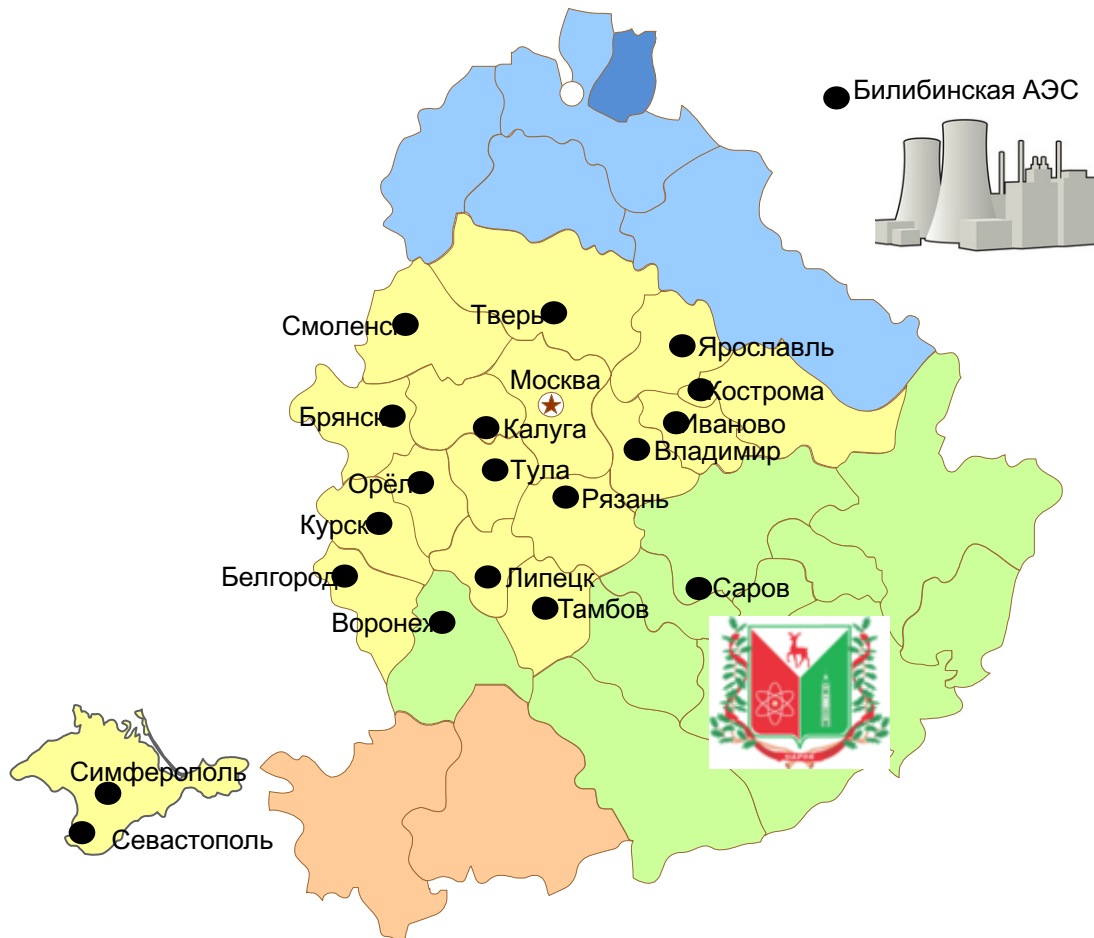 Билибинская АЭС
Тверь
Смоленск
Ярославль
Москва
Кострома
Брянск
Калуга
Иваново
Владимир
Тула
Орёл
Рязань
Курск
Белгород
Липецк
Саров
Тамбов
Воронеж
САРОВ
Симферополь
Севастополь